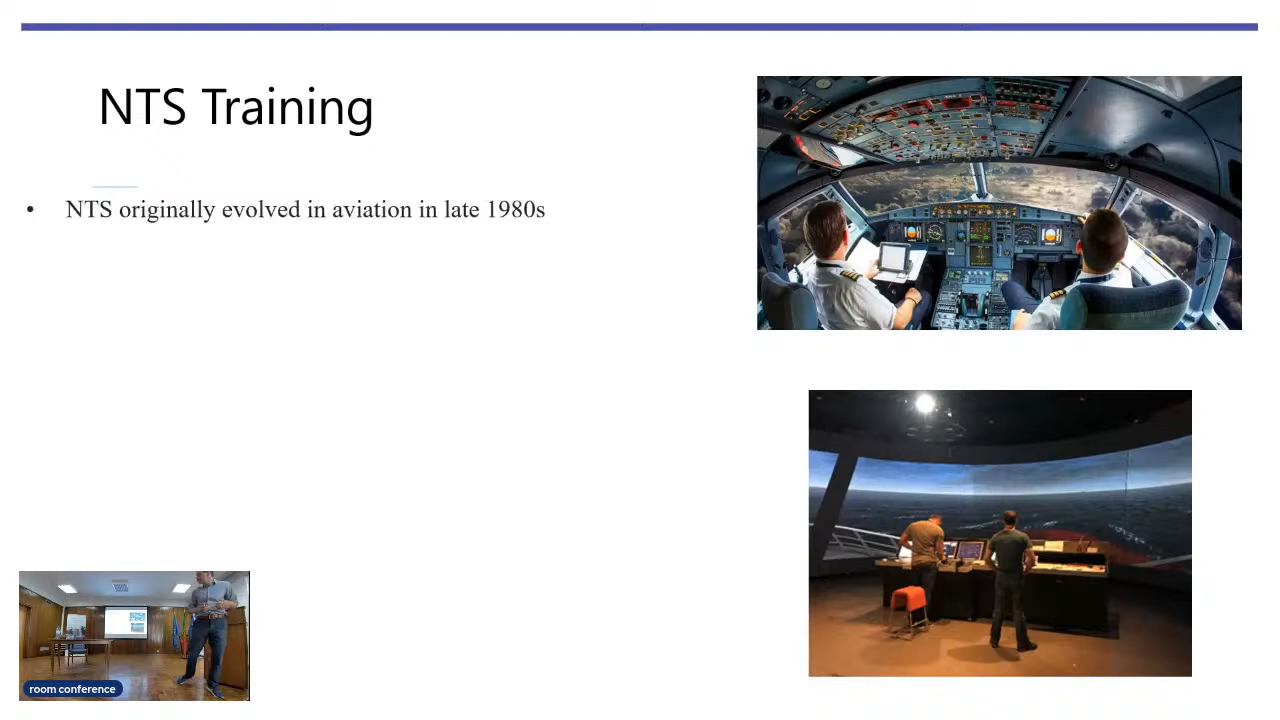 NTS Training
• NTS originally evolved in aviation in late 1980s
room conference